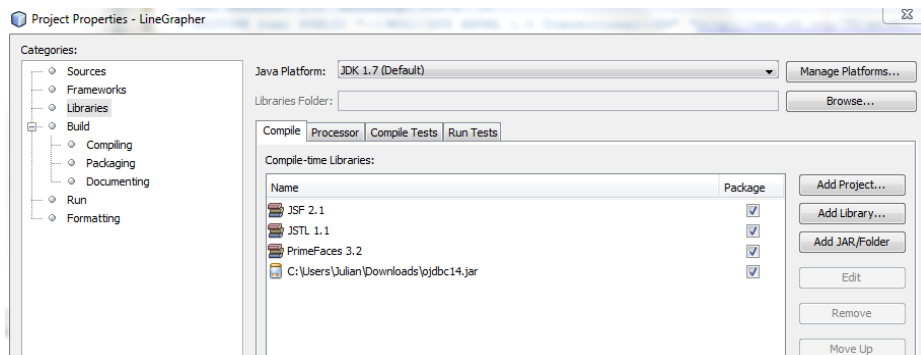 Project Properties - LineGrapher
Categories:
Sources
Frameworks
Libraries
Build
Compiling
Packaging
Documenting
Run
Formatting
Java Platform: JDK 1.7 (Default) Manage Platforms...
Libraries Folder: Browse...
Compile Processor Compile Tests Run Tests
Compile-time Libraries:
Name Package
JSF 2.1
JSTL 1.1
PrimeFaces 3.2
C:\Users\Julian\Downloads\ojdbc14.jar
Add Project...
Add Library...
Add JAR/Folder
Edit
Remove
Move Up